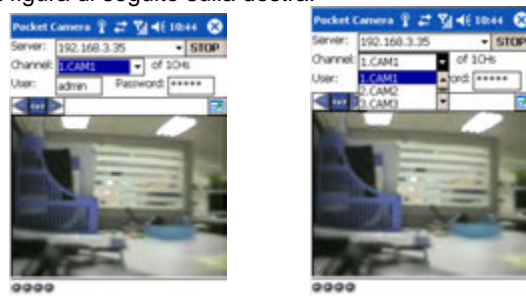 figura di seguito sulla destra.
Pocket Camera 10:44
Server: 192.168.3.35 STOP
Channel: 1.CAM1 of 1CHs
User: admin Password: *****
Pocket Camera 10:44
Server: 192.168.3.35 STOP
Channel: 1.CAM1 of 1CHs
User: 1.CAM1 ord: *****
2.CAM2
3.CAM3